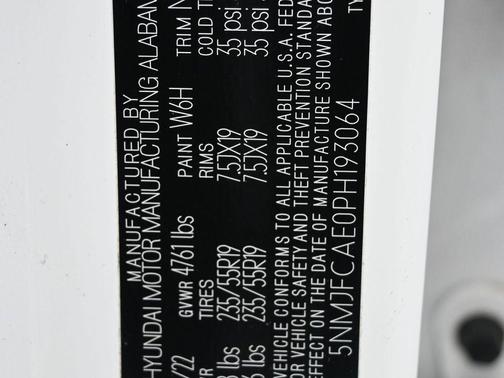 MANUFACTURED BY
HYUNDAI MOTOR MANUFACTURING ALABAMA
/22 GVWR 4761 lbs PAINT W6H TRIM
lbs TIRES RIMS COLD
lbs 235/55R19 7.5JX19 35 psi
lbs 235/55R19 7.5JX19 35 psi
VEHICLE CONFORMS TO ALL APPLICABLE U.S.A. FED
OR VEHICLE SAFETY AND THEFT PREVENTION STANDA
EFFECT ON THE DATE OF MANUFACTURE SHOWN ABO
5NMJFCAE0PH193064 TY